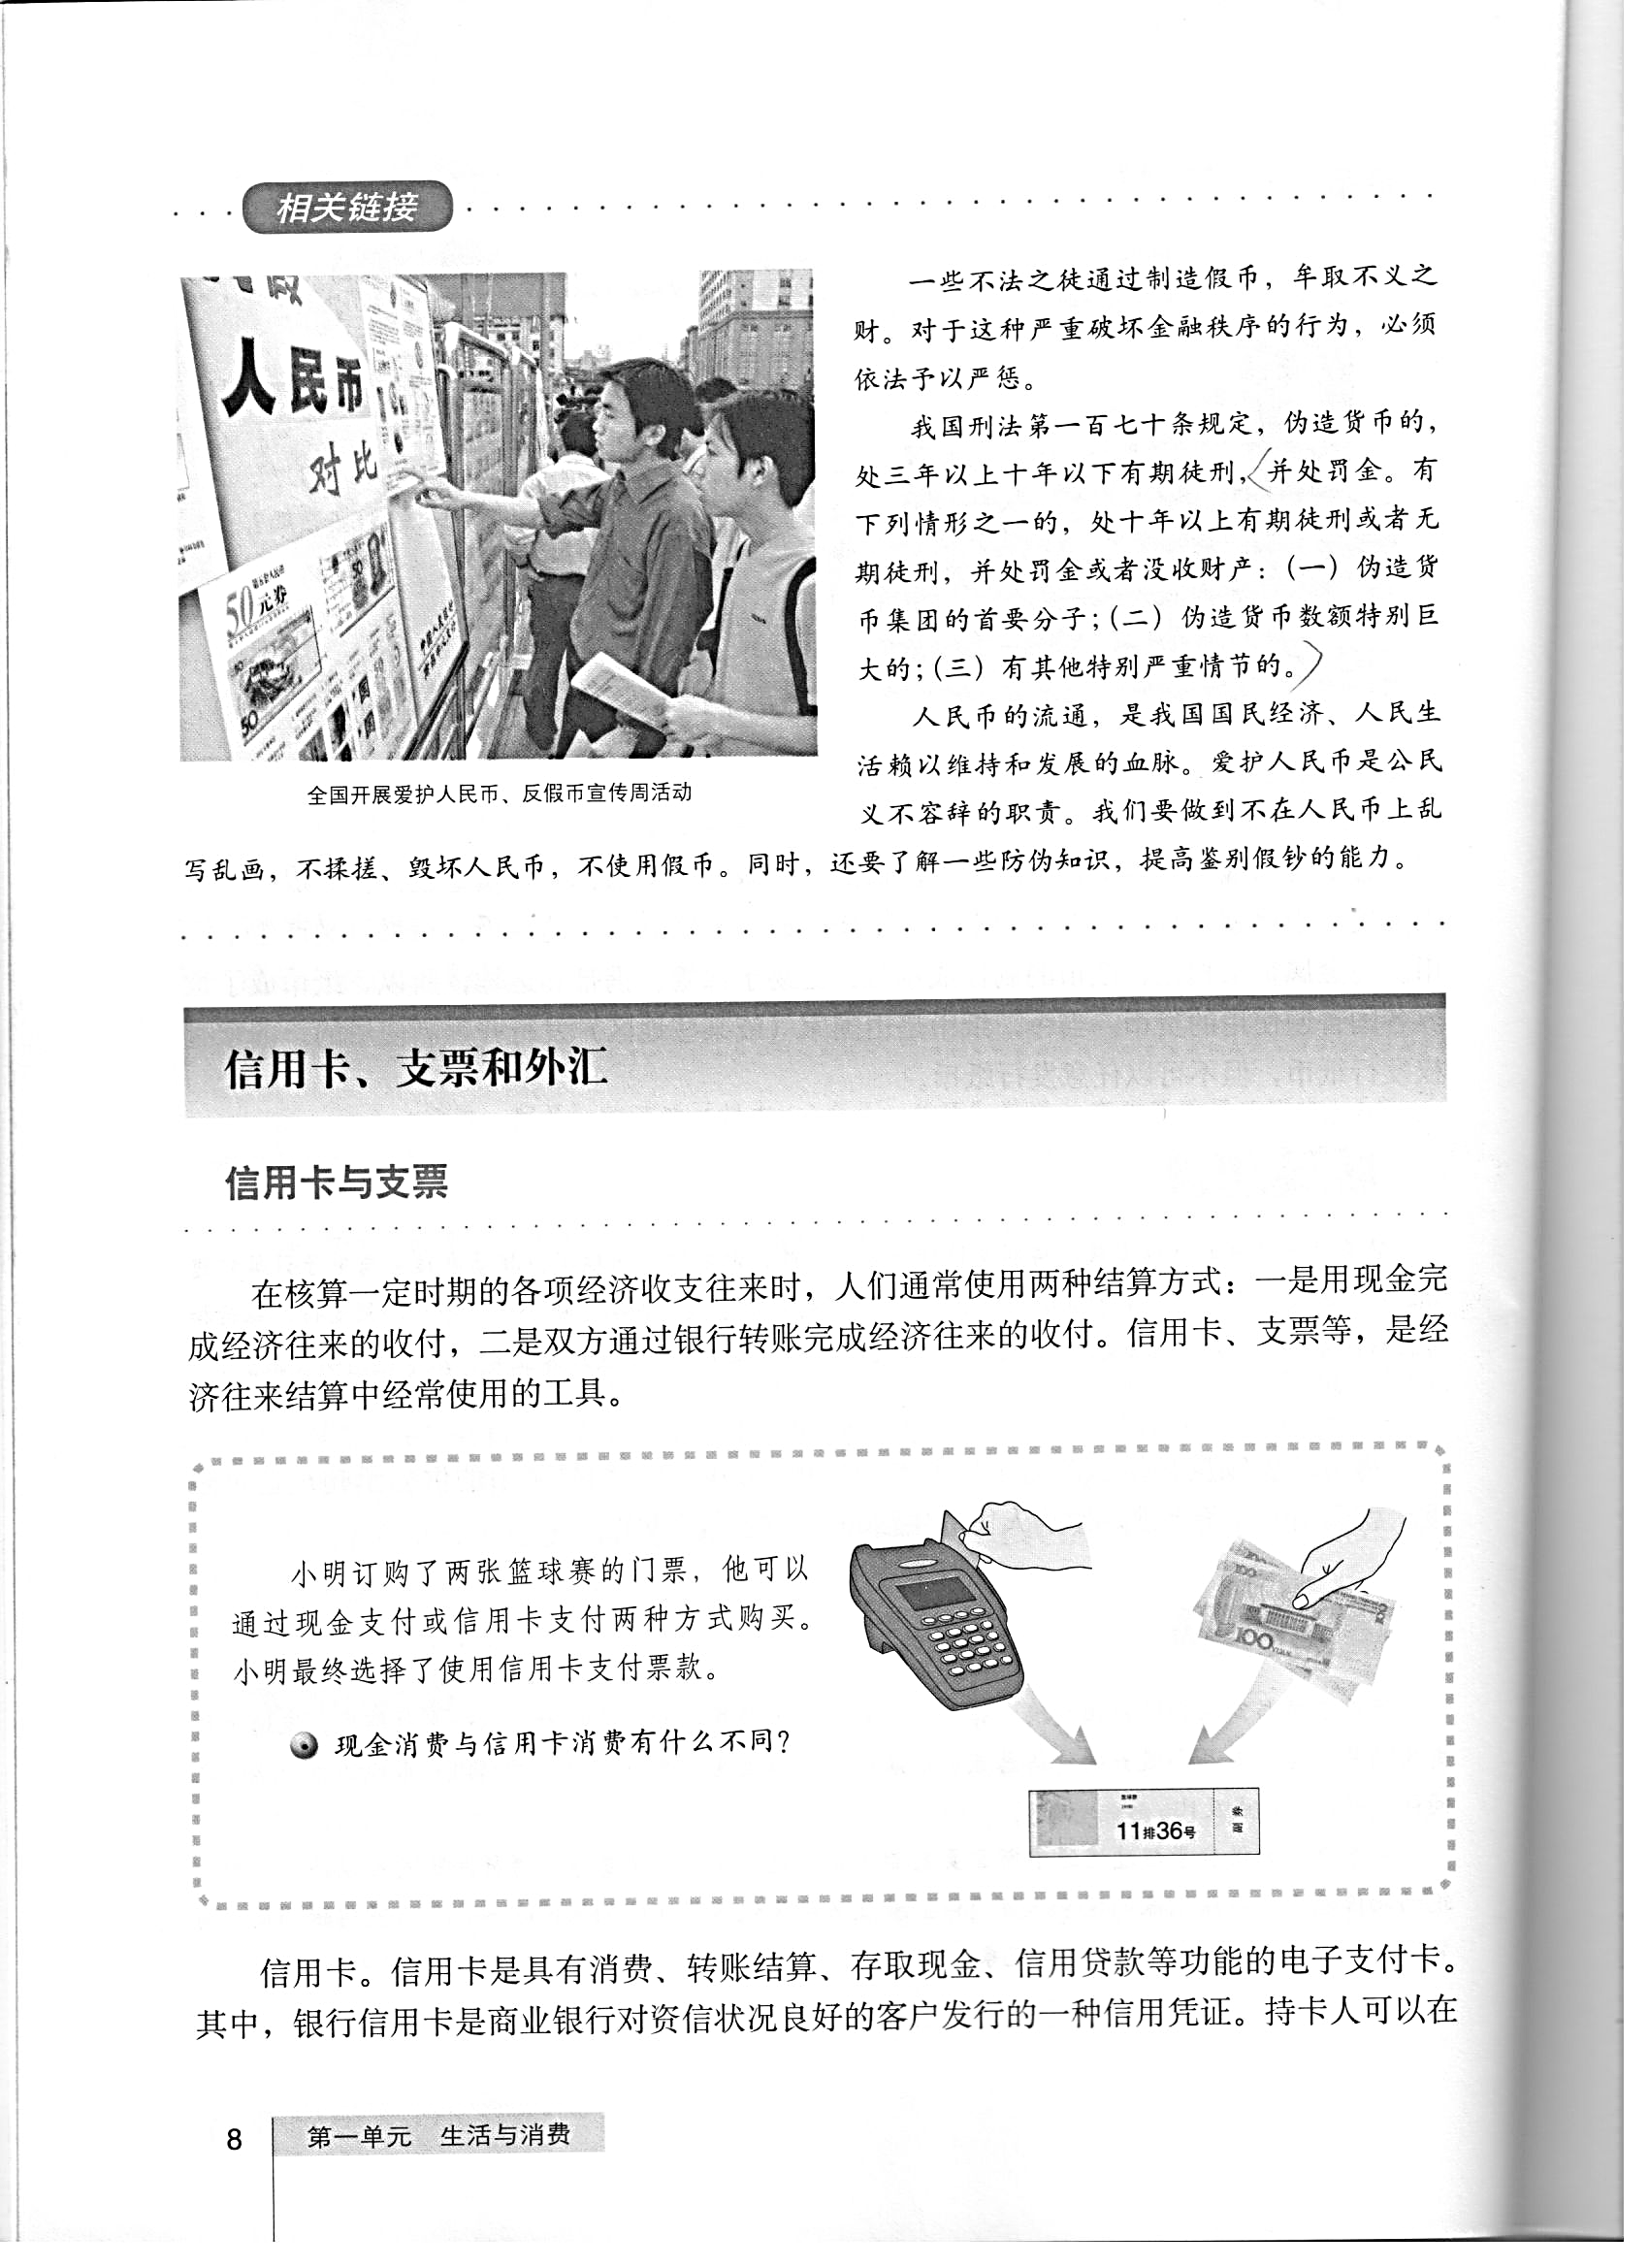 相关链接
人民币
对比
50元券
一些不法之徒通过制造假币，牟取不义之
财。对于这种严重破坏金融秩序的行为，必须
依法予以严惩。
我国刑法第一百七十条规定，伪造货币的，
处三年以上十年以下有期徒刑，并处罚金。有
下列情形之一的，处十年以上有期徒刑或者无
期徒刑，并处罚金或者没收财产：（一）伪造货
币集团的首要分子；（二）伪造货币数额特别巨
大的；（三）有其他特别严重情节的。
人民币的流通，是我国国民经济、人民生
活赖以维持和发展的血脉。爱护人民币是公民
义不容辞的职责。我们要做到不在人民币上乱
写乱画，不揉搓、毁坏人民币，不使用假币。同时，还要了解一些防伪知识，提高鉴别假钞的能力。
全国开展爱护人民币、反假币宣传周活动
信用卡、支票和外汇
信用卡与支票
在核算一定时期的各项经济收支往来时，人们通常使用两种结算方式：一是用现金完
成经济往来的收付，二是双方通过银行转账完成经济往来的收付。信用卡、支票等，是经
济往来结算中经常使用的工具。
小明订购了两张篮球赛的门票，他可以
通过现金支付或信用卡支付两种方式购买。
小明最终选择了使用信用卡支付票款。
现金消费与信用卡消费有什么不同？
100
100
11排36号
副券
信用卡。信用卡是具有消费、转账结算、存取现金、信用贷款等功能的电子支付卡。
其中，银行信用卡是商业银行对资信状况良好的客户发行的一种信用凭证。持卡人可以在
8
第一单元 生活与消费